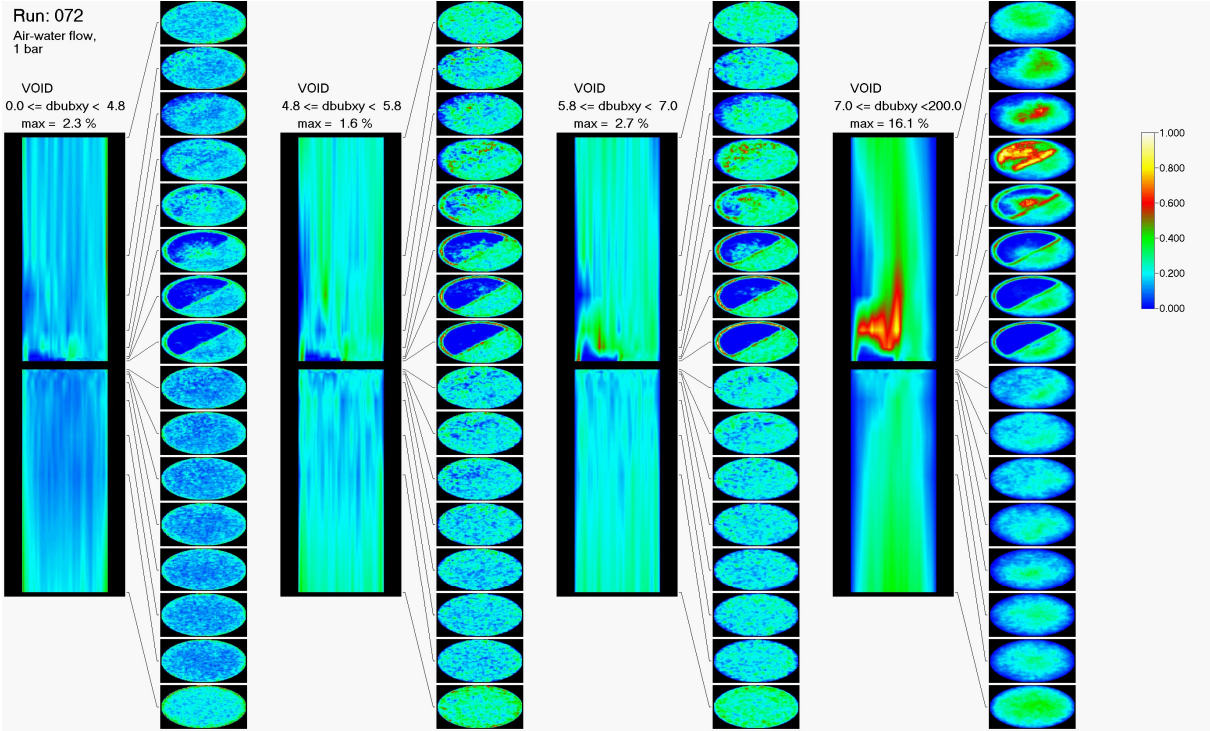 Run: 072
Air-water flow,
1 bar
VOID
0.0 <= dbubxy < 4.8
max = 2.3 %
VOID
4.8 <= dbubxy < 5.8
max = 1.6 %
VOID
5.8 <= dbubxy < 7.0
max = 2.7 %
VOID
7.0 <= dbubxy <200.0
max = 16.1 %
1.000
0.800
0.600
0.400
0.200
0.000